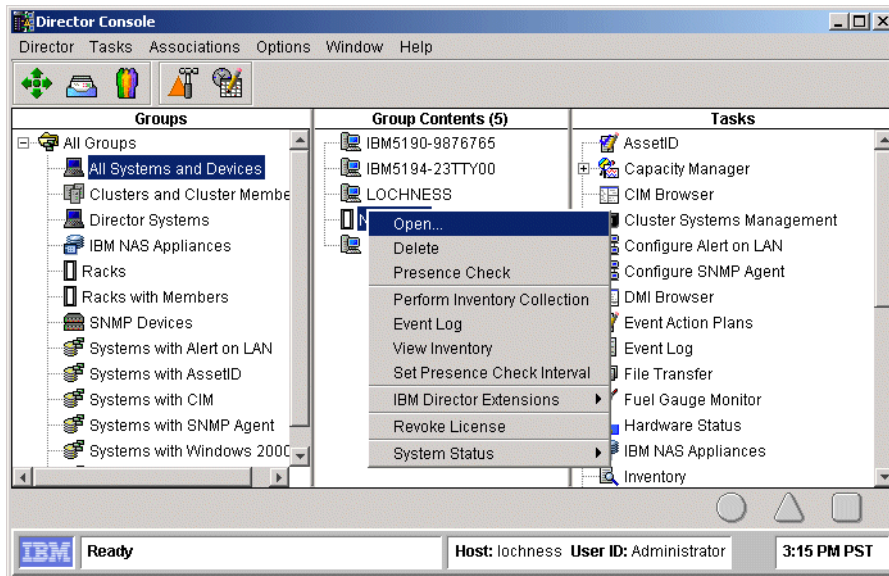 Director Console
Director Tasks Associations Options Window Help
Groups
All Groups
All Systems and Devices
Clusters and Cluster Membe
Director Systems
IBM NAS Appliances
Racks
Racks with Members
SNMP Devices
Systems with Alert on LAN
Systems with AssetID
Systems with CIM
Systems with SNMP Agent
Systems with Windows 2000
Group Contents (5)
IBM5190-9876765
IBM5194-23TTY00
LOCHNESS
Open...
Delete
Presence Check
Perform Inventory Collection
Event Log
View Inventory
Set Presence Check Interval
IBM Director Extensions
Revoke License
System Status
Tasks
AssetID
Capacity Manager
CIM Browser
Cluster Systems Management
Configure Alert on LAN
Configure SNMP Agent
DMI Browser
Event Action Plans
Event Log
File Transfer
Fuel Gauge Monitor
Hardware Status
IBM NAS Appliances
Inventory
IBM
Ready
Host: lochness User ID: Administrator
3:15 PM PST